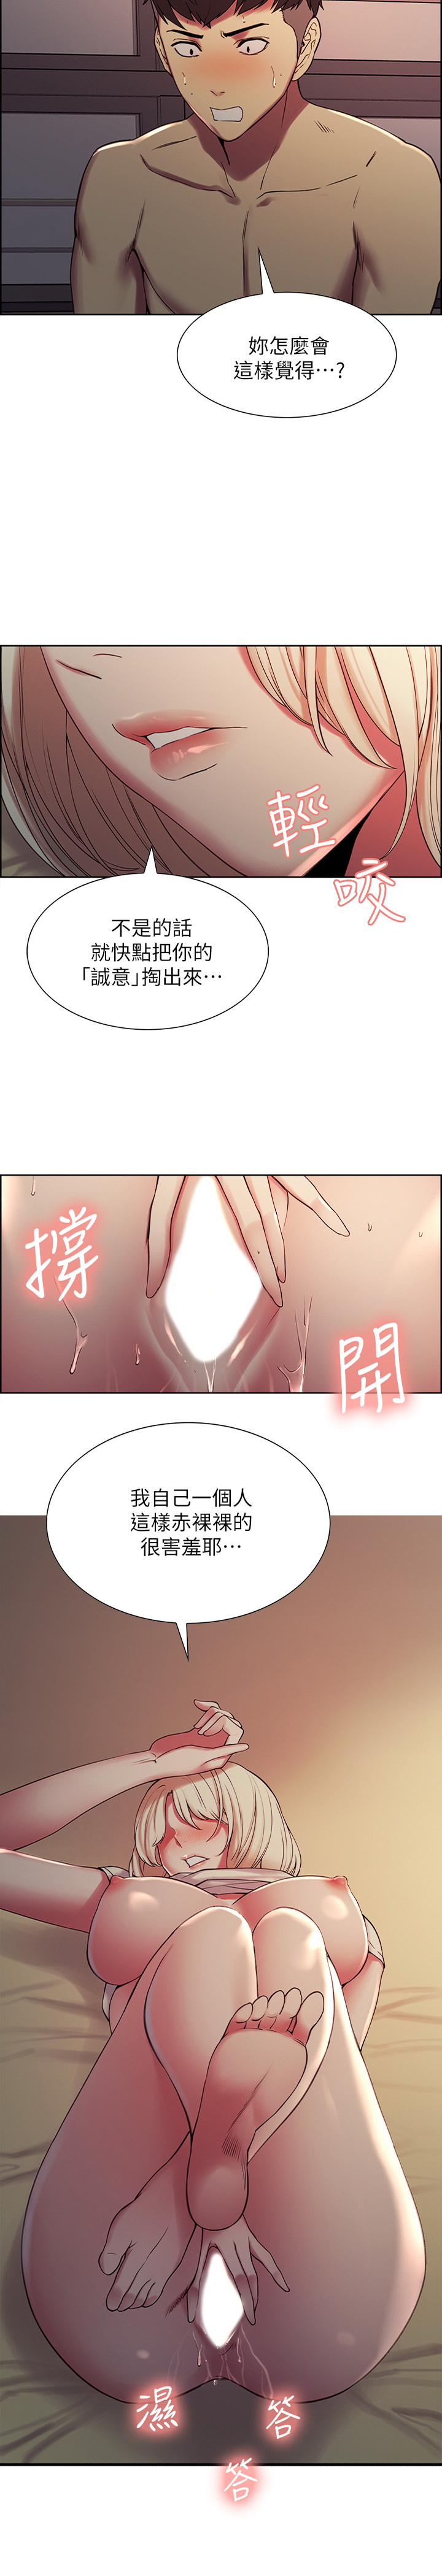 妳怎麼會
這樣覺得…?
輕
咬
不是的話
就快點把你的
「誠意」掏出來…
撐
開
我自己一個人
這樣赤裸裸的
很害羞耶…
濕
答
答